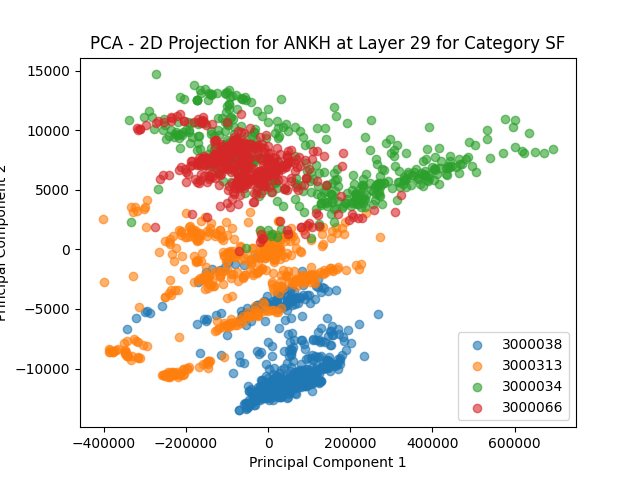 PCA - 2D Projection for ANKH at Layer 29 for Category SF
15000
10000
5000
0
−5000
−10000
Principal Component 2
3000038
3000313
3000034
3000066
−400000 −200000 0 200000 400000 600000
Principal Component 1